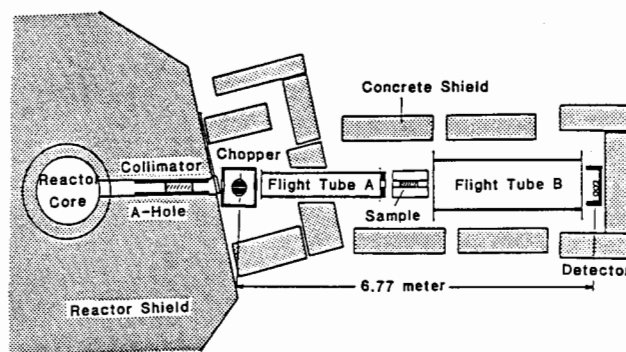 Concrete Shield
Collimator
Chopper
Reactor
Core
Flight Tube A
Flight Tube B
A-Hole
Sample
Detector
6.77 meter
Reactor Shield